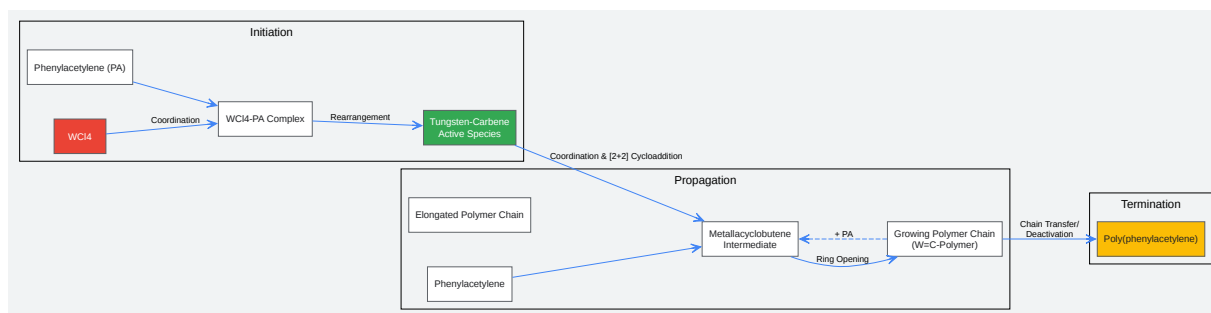 Initiation
Phenylacetylene (PA)
WCl4
Coordination
WCl4-PA Complex
Rearrangement
Tungsten-Carbene
Active Species
Coordination & [2+2] Cycloaddition
Propagation
Elongated Polymer Chain
Phenylacetylene
Metallacyclobutene
Intermediate
+ PA
Ring Opening
Growing Polymer Chain
(W=C-Polymer)
Chain Transfer/
Deactivation
Termination
Poly(phenylacetylene)